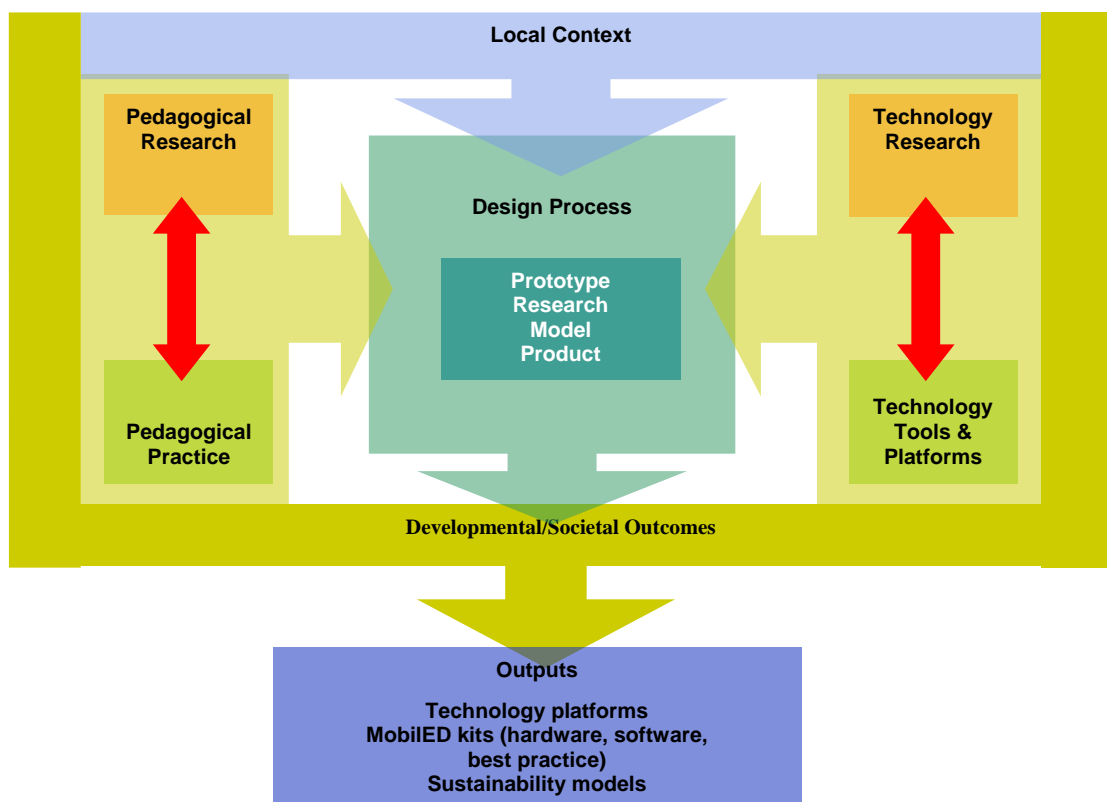 Local Context
Pedagogical
Research
Technology
Research
Design Process
Prototype
Research
Model
Product
Pedagogical
Practice
Technology
Tools &
Platforms
Developmental/Societal Outcomes
Outputs
Technology platforms
MobilED kits (hardware, software,
best practice)
Sustainability models